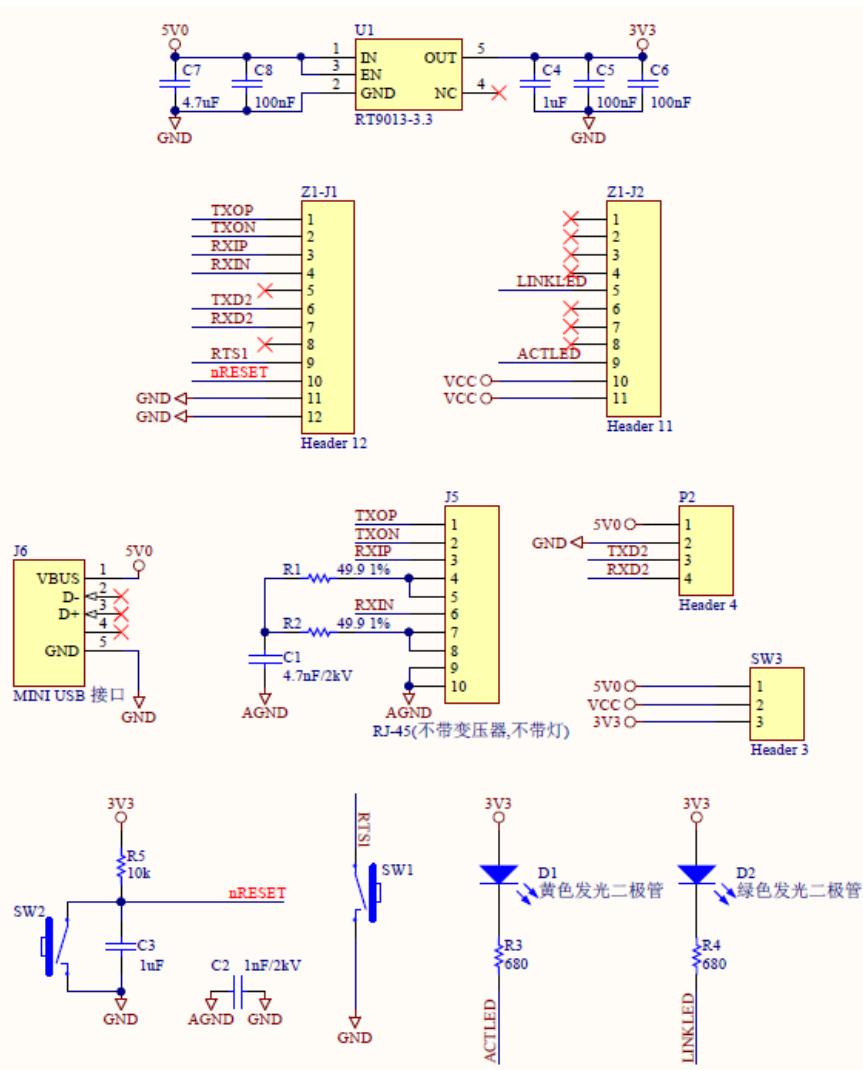 5V0 U1 3V3
1 IN OUT 5
3 EN
2 GND NC 4
C7 C8 C4 C5 C6
4.7uF 100nF 1uF 100nF 100nF
GND RT9013-3.3 GND
Z1-J1
TXOP 1
TXON 2
RXIP 3
RXIN 4
5
TXD2 6
RXD2 7
8
RTS1 9
nRESET 10
GND 11
GND 12
Header 12
Z1-J2
1
2
3
4
LINKLED 5
6
7
8
ACTLED 9
VCC 10
VCC 11
Header 11
J6
5V0
VBUS 1
D- 2
D+ 3
4
GND 5
MINI USB 接口
GND
J5
TXOP 1
TXON 2
RXIP 3
R1 49.9 1% 4
5
RXIN 6
R2 49.9 1% 7
8
C1 9
4.7nF/2kV 10
AGND AGND
RJ-45(不带变压器,不带灯)
P2
5V0 1
GND 2
TXD2 3
RXD2 4
Header 4
SW3
5V0 1
VCC 2
3V3 3
Header 3
3V3
R5
10k
nRESET
SW2
C3
1uF
GND
C2 1nF/2kV
AGND GND
RTS1
SW1
GND
3V3
D1
黄色发光二极管
R3
680
ACTLED
3V3
D2
绿色发光二极管
R4
680
LINKLED